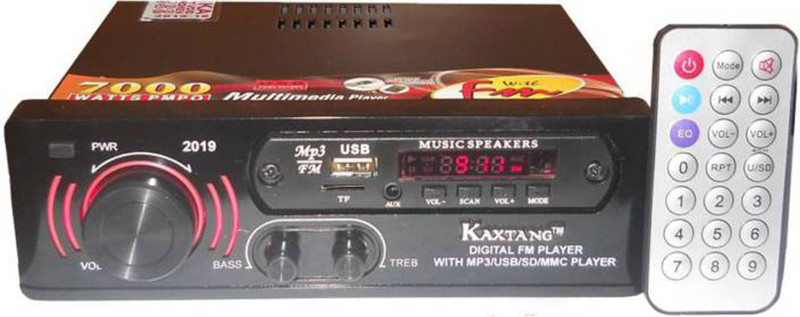 7000
WATTS PMPO
Multimedia Player
Fm
PWR
2019
Mp3
FM
USB
TF
AUX
MUSIC SPEAKERS
VOL-
SCAN
VOL+
MODE
VOL
BASS
TREB
KAXTANG™
DIGITAL FM PLAYER
WITH MP3/USB/SD/MMC PLAYER
Mode
EQ
VOL-
VOL+
0
RPT
U/SD
1
2
3
4
5
6
7
8
9